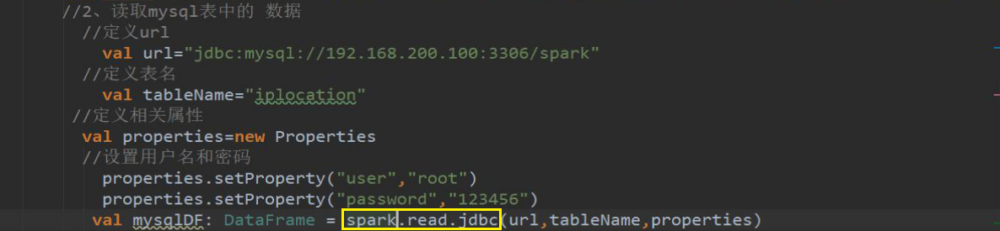 //2、读取mysql表中的 数据
//定义url
val url="jdbc:mysql://192.168.200.100:3306/spark"
//定义表名
val tableName="iplocation"
//定义相关属性
val properties=new Properties
//设置用户名和密码
properties.setProperty("user","root")
properties.setProperty("password","123456")
val mysqlDF: DataFrame = spark.read.jdbc(url,tableName,properties)